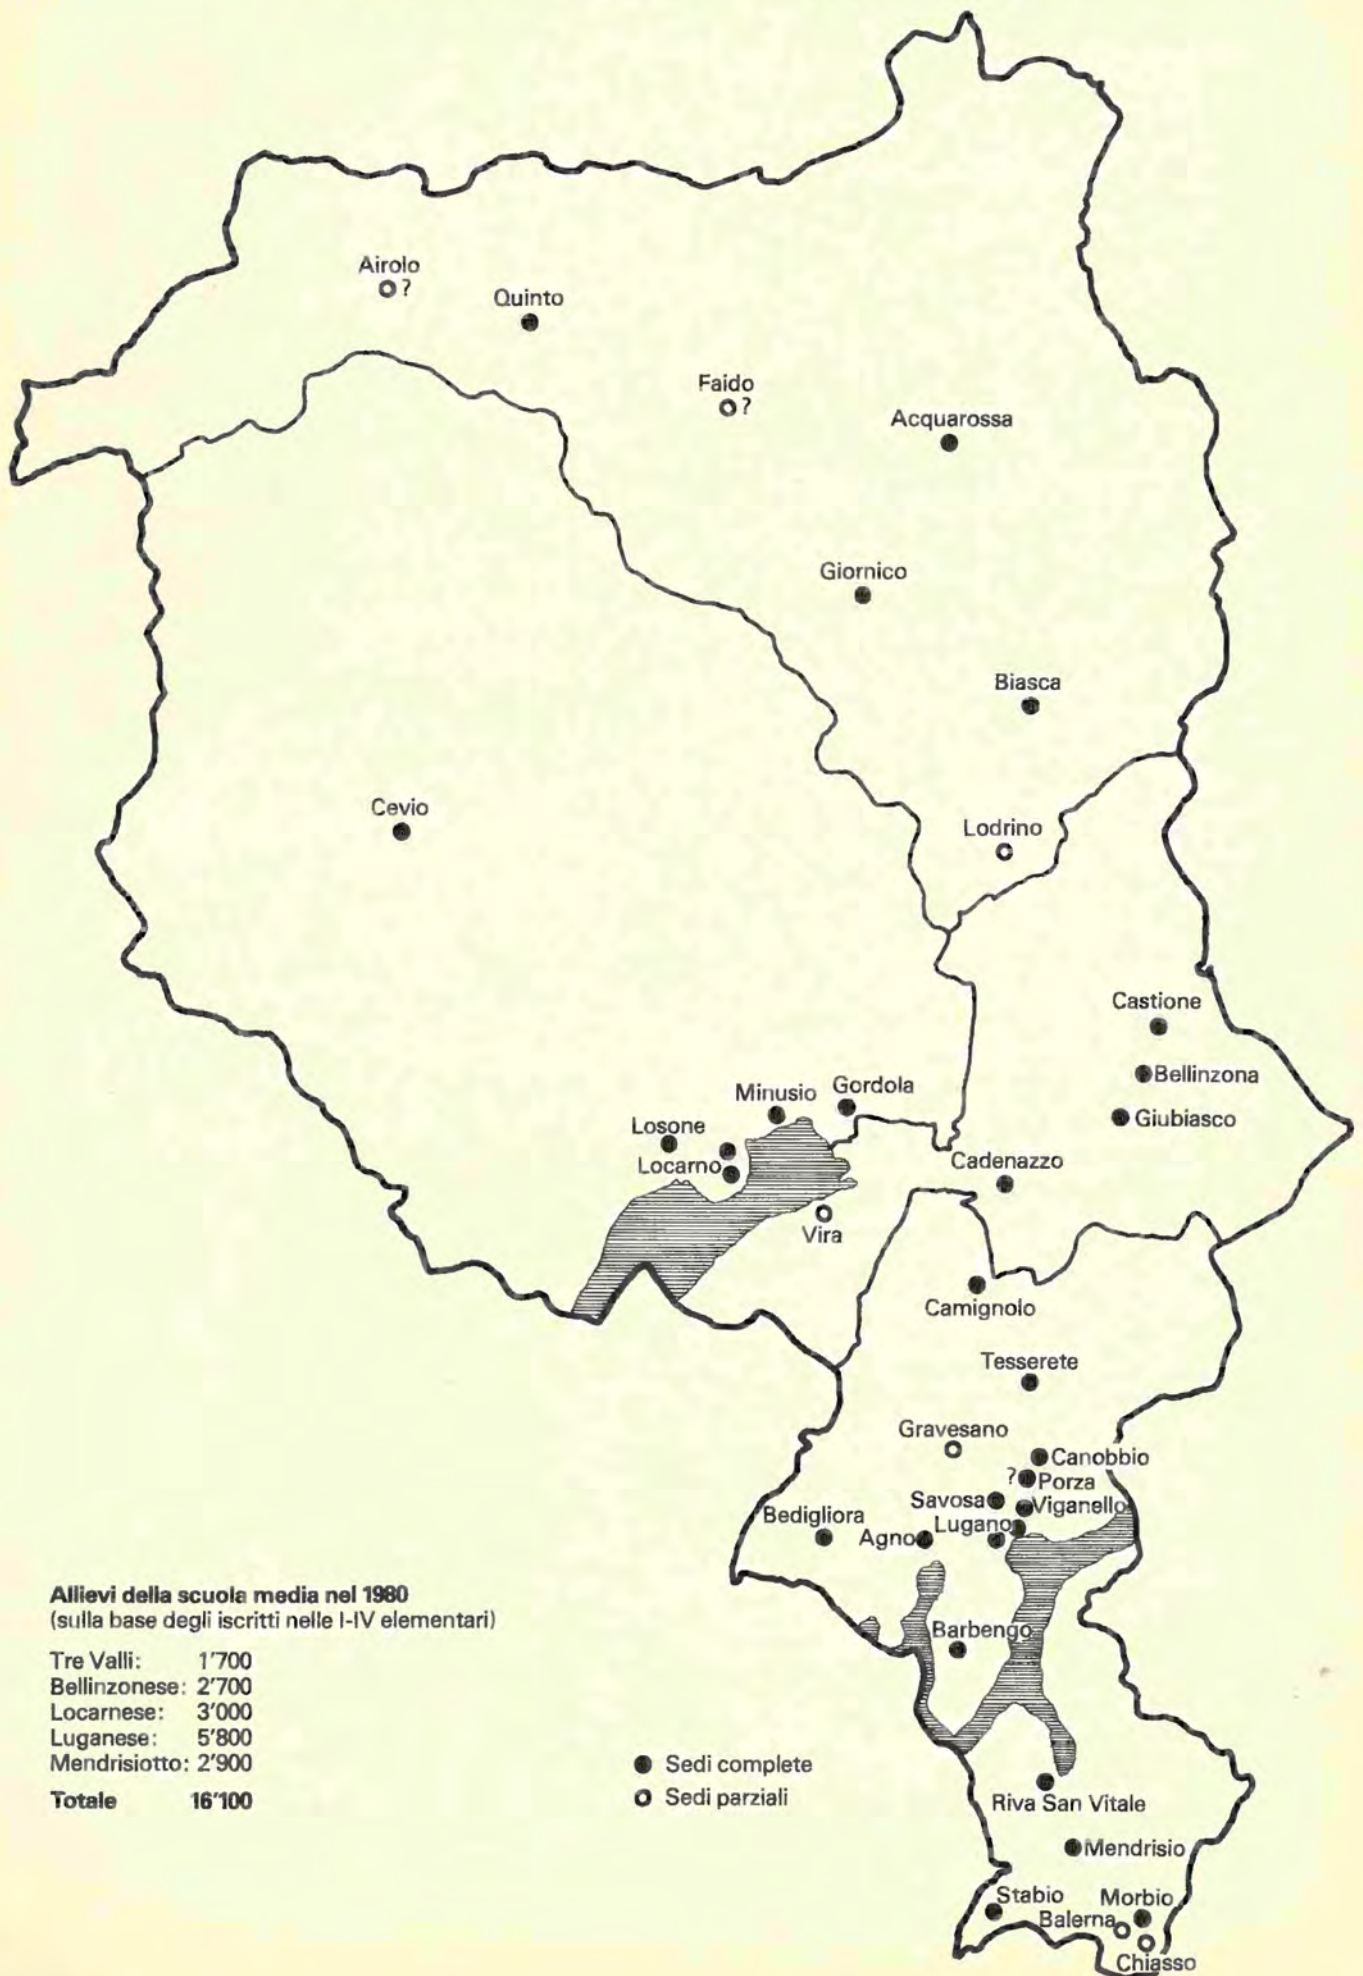 Airolo
?
Quinto
Faido
?
Acquarossa
Giornico
Biasca
Cevio
Lodrino
Castione
Bellinzona
Giubiasco
Minusio
Gordola
Losone
Locarno
Cadenazzo
Vira
Camignolo
Tesserete
Gravesano
Canobbio
? Porza
Savosa
Viganello
Bedigliora
Agno
Lugano
Barbengo
Allievi della scuola media nel 1980
(sulla base degli iscritti nelle I-IV elementari)
Tre Valli: 1'700
Bellinzonese: 2'700
Locarnese: 3'000
Luganese: 5'800
Mendrisiotto: 2'900
Totale 16'100
Sedi complete
Sedi parziali
Riva San Vitale
Mendrisio
Stabio
Morbio
Balerna
Chiasso